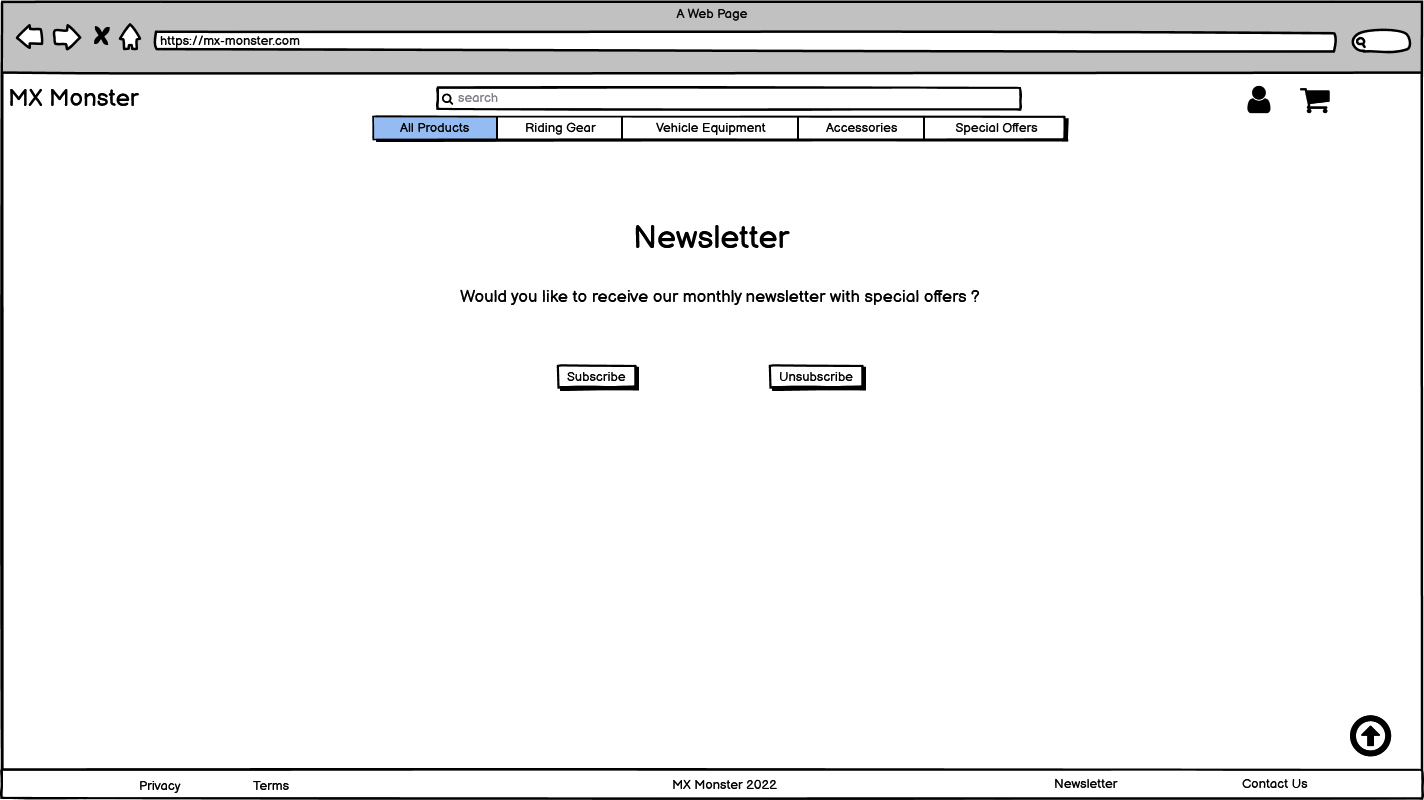 A Web Page
https://mx-monster.com
MX Monster
search
All Products Riding Gear Vehicle Equipment Accessories Special Offers
Newsletter
Would you like to receive our monthly newsletter with special offers ?
Subscribe Unsubscribe
Privacy Terms MX Monster 2022 Newsletter Contact Us